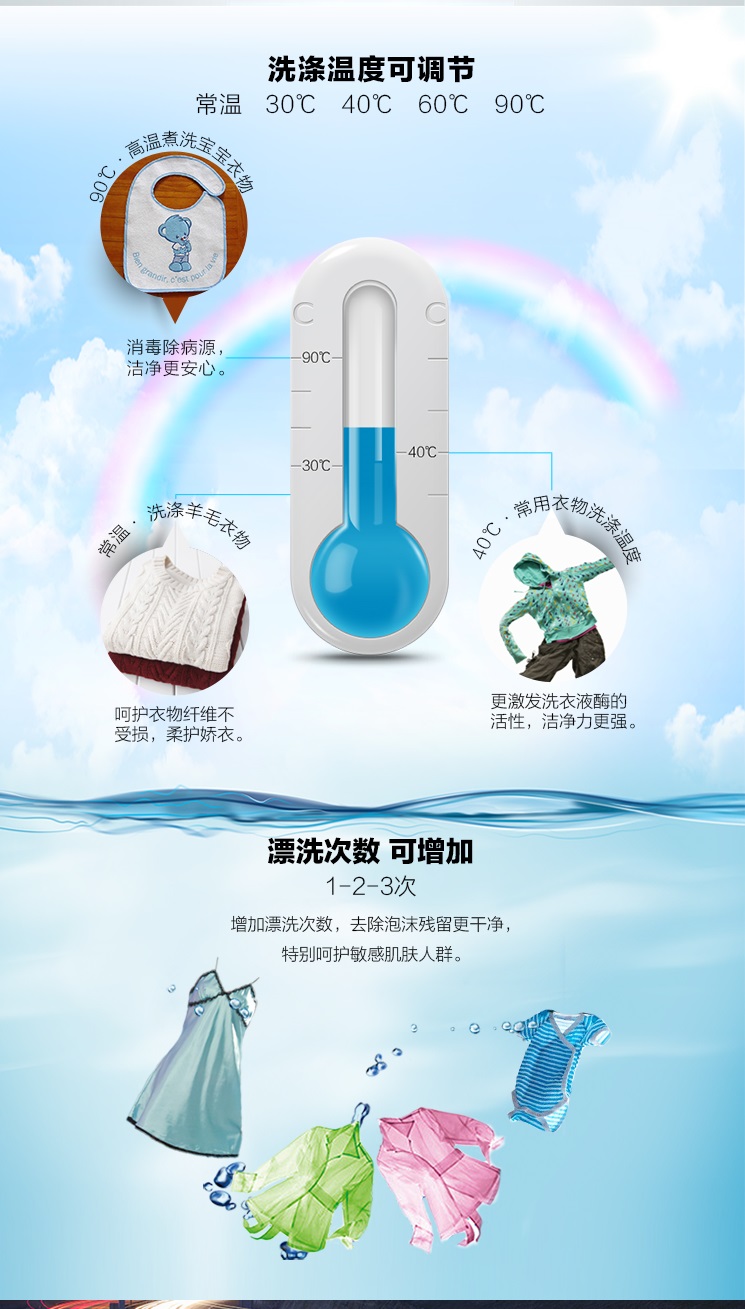 洗涤温度可调节
常温 30℃ 40℃ 60℃ 90℃
90℃·高温煮洗宝宝衣物
Bien grandir, c'est pour la vie
消毒除病源，
洁净更安心。
90℃
40℃
30℃
常温·洗涤羊毛衣物
40℃·常用衣物洗涤温度
呵护衣物纤维不
受损，柔护娇衣。
更激发洗衣液酶的
活性，洁净力更强。
漂洗次数 可增加
1-2-3次
增加漂洗次数，去除泡沫残留更干净，
特别呵护敏感肌肤人群。